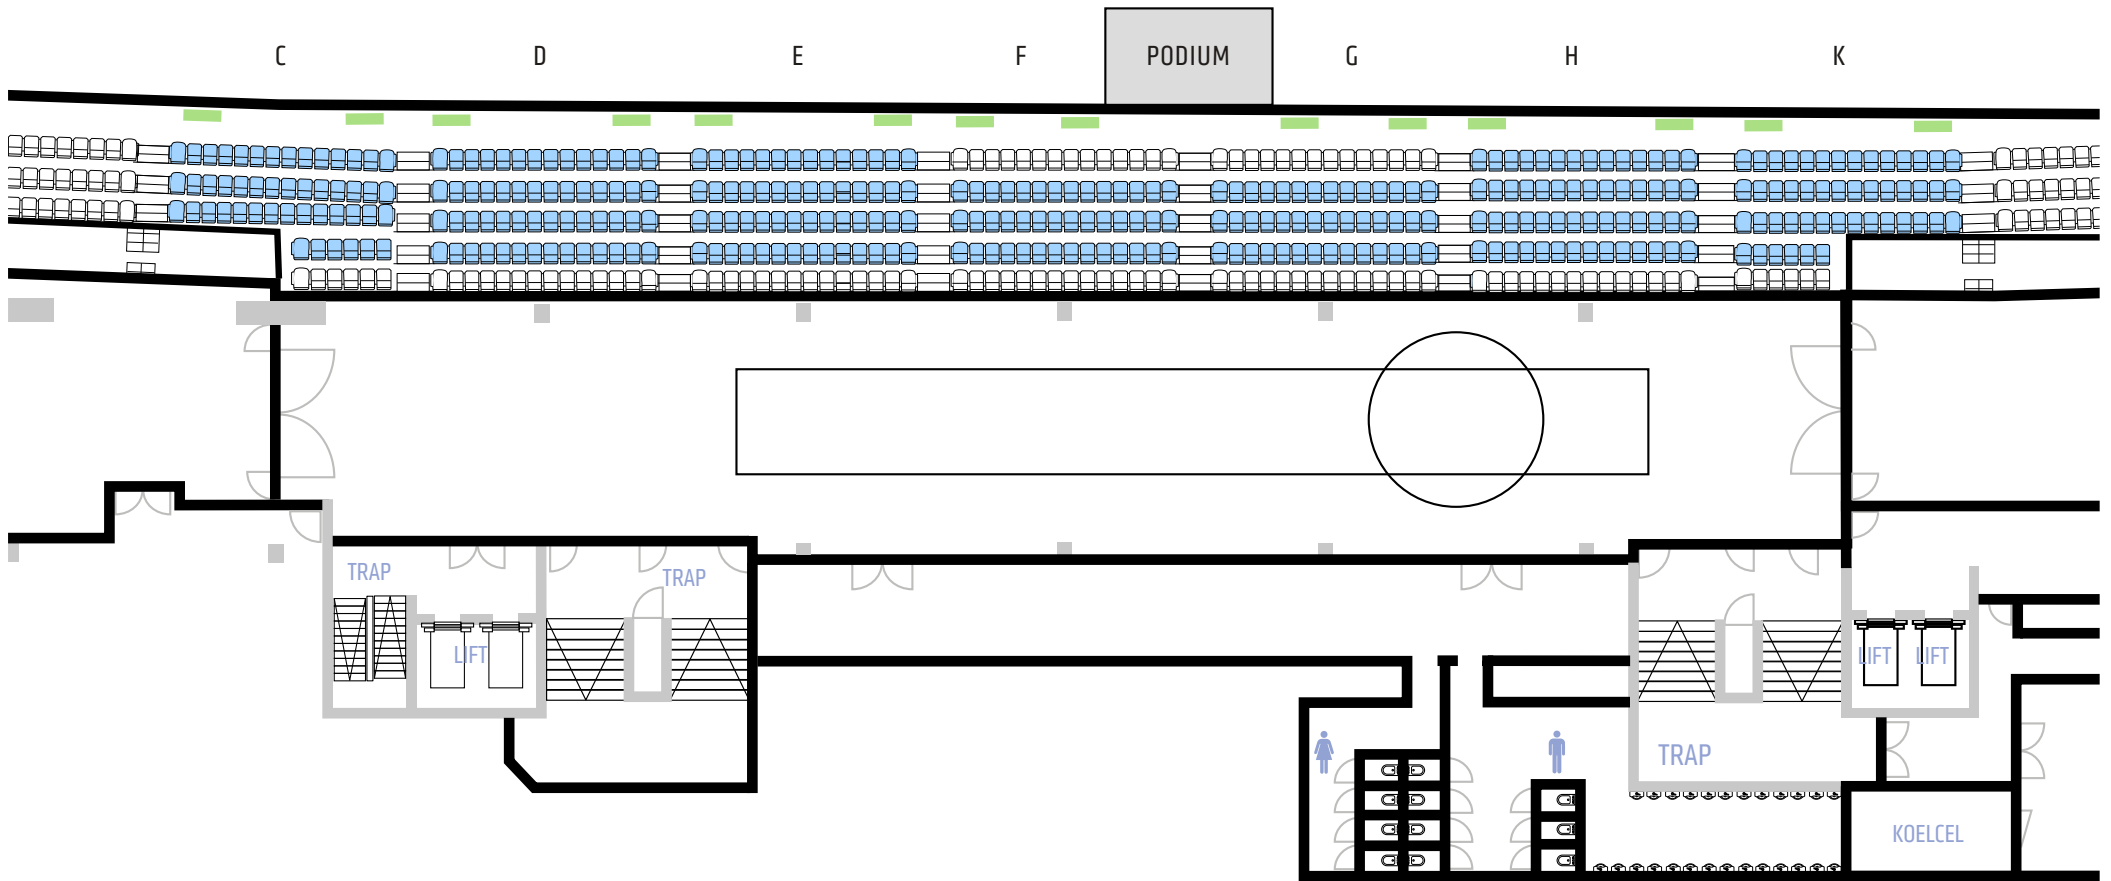 C D E F PODIUM G H K
TRAP TRAP
LIFT LIFT LIFT
TRAP
KOELCEL